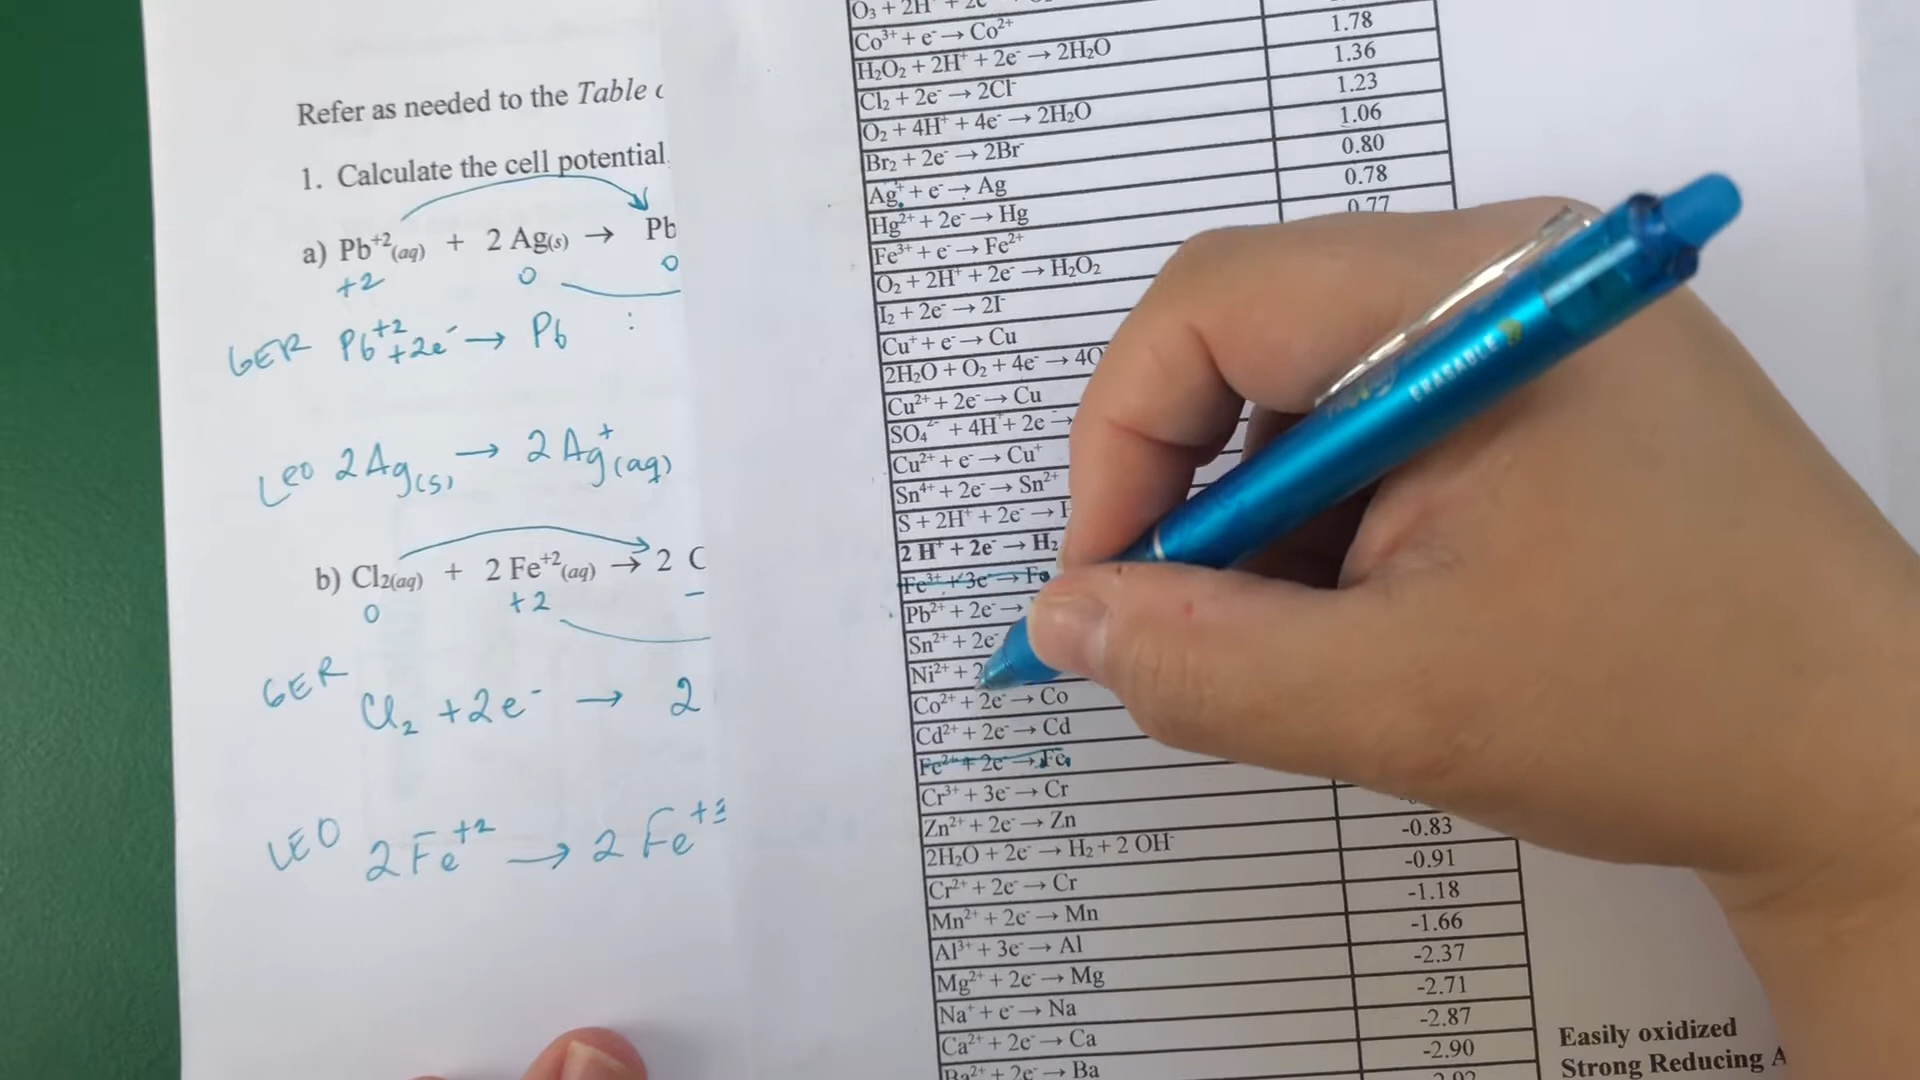 Refer as needed to the Table
1. Calculate the cell potential
a) Pb⁺²(aq) + 2 Ag(s) → Pb
+2 0 0
GER Pb⁺² + 2e⁻ → Pb :
LEO 2Ag(s) → 2Ag⁺(aq)
b) Cl₂(aq) + 2 Fe⁺²(aq) → 2 C
0 +2 −
GER
Cl₂ + 2e⁻ → 2
LEO 2Fe⁺² → 2Fe⁺³
O₃ + 2H⁺ + 2e
Co³⁺ + e⁻ → Co²⁺ 1.78
H₂O₂ + 2H⁺ + 2e⁻ → 2H₂O 1.36
Cl₂ + 2e⁻ → 2Cl⁻ 1.23
O₂ + 4H⁺ + 4e⁻ → 2H₂O 1.06
Br₂ + 2e⁻ → 2Br⁻ 0.80
Ag⁺ + e⁻ → Ag 0.78
Hg²⁺ + 2e⁻ → Hg 0.77
Fe³⁺ + e⁻ → Fe²⁺
O₂ + 2H⁺ + 2e⁻ → H₂O₂
I₂ + 2e⁻ → 2I⁻
Cu⁺ + e⁻ → Cu
2H₂O + O₂ + 4e⁻ → 4O
Cu²⁺ + 2e⁻ → Cu
SO₄²⁻ + 4H⁺ + 2e⁻ →
Cu²⁺ + e⁻ → Cu⁺
Sn⁴⁺ + 2e⁻ → Sn²⁺
S + 2H⁺ + 2e⁻ →
2 H⁺ + 2e⁻ → H₂
Fe³⁺ + 3e⁻ → Fe
Pb²⁺ + 2e⁻ →
Sn²⁺ + 2e⁻
Ni²⁺ + 2
Co²⁺ + 2e⁻ → Co
Cd²⁺ + 2e⁻ → Cd
Fe²⁺ + 2e⁻ → Fe
Cr³⁺ + 3e⁻ → Cr
Zn²⁺ + 2e⁻ → Zn -0.83
2H₂O + 2e⁻ → H₂ + 2 OH⁻ -0.91
Cr²⁺ + 2e⁻ → Cr -1.18
Mn²⁺ + 2e⁻ → Mn -1.66
Al³⁺ + 3e⁻ → Al -2.37
Mg²⁺ + 2e⁻ → Mg -2.71
Na⁺ + e⁻ → Na -2.87
Ca²⁺ + 2e⁻ → Ca -2.90
Ba²⁺ + 2e⁻ → Ba -2.92
Easily oxidized
Strong Reducing A
ERASABLE